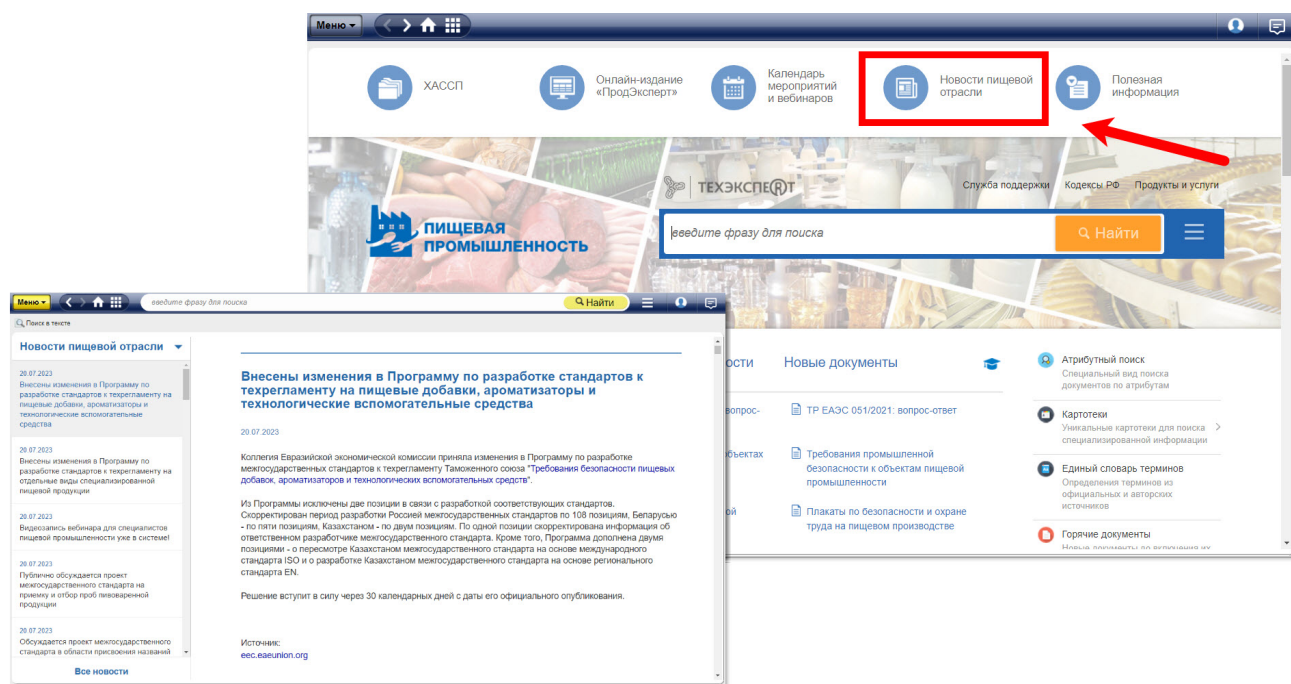 Меню
ХАССП
Онлайн-издание
«ПродЭксперт»
Календарь
мероприятий
и вебинаров
Новости пищевой
отрасли
Полезная
информация
ТЕХЭКСПЕRТ
Служба поддержки Кодексы РФ Продукты и услуги
ПИЩЕВАЯ
ПРОМЫШЛЕННОСТЬ
введите фразу для поиска
Найти
ости
Новые документы
вопрос-
ТР ЕАЭС 051/2021: вопрос-ответ
объектах
Требования промышленной
безопасности к объектам пищевой
промышленности
ой
Плакаты по безопасности и охране
труда на пищевом производстве
Атрибутный поиск
Специальный вид поиска
документов по атрибутам
Картотеки
Уникальные картотеки для поиска
специализированной информации
Единый словарь терминов
Определения терминов из
официальных и авторских
источников
Горячие документы
Новые документы до включения их
Меню
введите фразу для поиска
Найти
Поиск в тексте
Новости пищевой отрасли
20.07.2023
Внесены изменения в Программу по
разработке стандартов к техрегламенту на
пищевые добавки, ароматизаторы и
технологические вспомогательные
средства
20.07.2023
Внесены изменения в Программу по
разработке стандартов к техрегламенту на
отдельные виды специализированной
пищевой продукции
20.07.2023
Видеозапись вебинара для специалистов
пищевой промышленности уже в системе!
20.07.2023
Публично обсуждается проект
межгосударственного стандарта на
приемку и отбор проб пивоваренной
продукции
20.07.2023
Обсуждается проект межгосударственного
стандарта в области присвоения названий
Все новости
Внесены изменения в Программу по разработке стандартов к
техрегламенту на пищевые добавки, ароматизаторы и
технологические вспомогательные средства
20.07.2023
Коллегия Евразийской экономической комиссии приняла изменения в Программу по разработке
межгосударственных стандартов к техрегламенту Таможенного союза "Требования безопасности пищевых
добавок, ароматизаторов и технологических вспомогательных средств".
Из Программы исключены две позиции в связи с разработкой соответствующих стандартов.
Скорректирован период разработки Россией межгосударственных стандартов по 108 позициям, Беларусью
- по пяти позициям, Казахстаном - по двум позициям. По одной позиции скорректирована информация об
ответственном разработчике межгосударственного стандарта. Кроме того, Программа дополнена двумя
позициями - о пересмотре Казахстаном межгосударственного стандарта на основе международного
стандарта ISO и о разработке Казахстаном межгосударственного стандарта на основе регионального
стандарта EN.
Решение вступит в силу через 30 календарных дней с даты его официального опубликования.
Источник:
eec.eaeunion.org